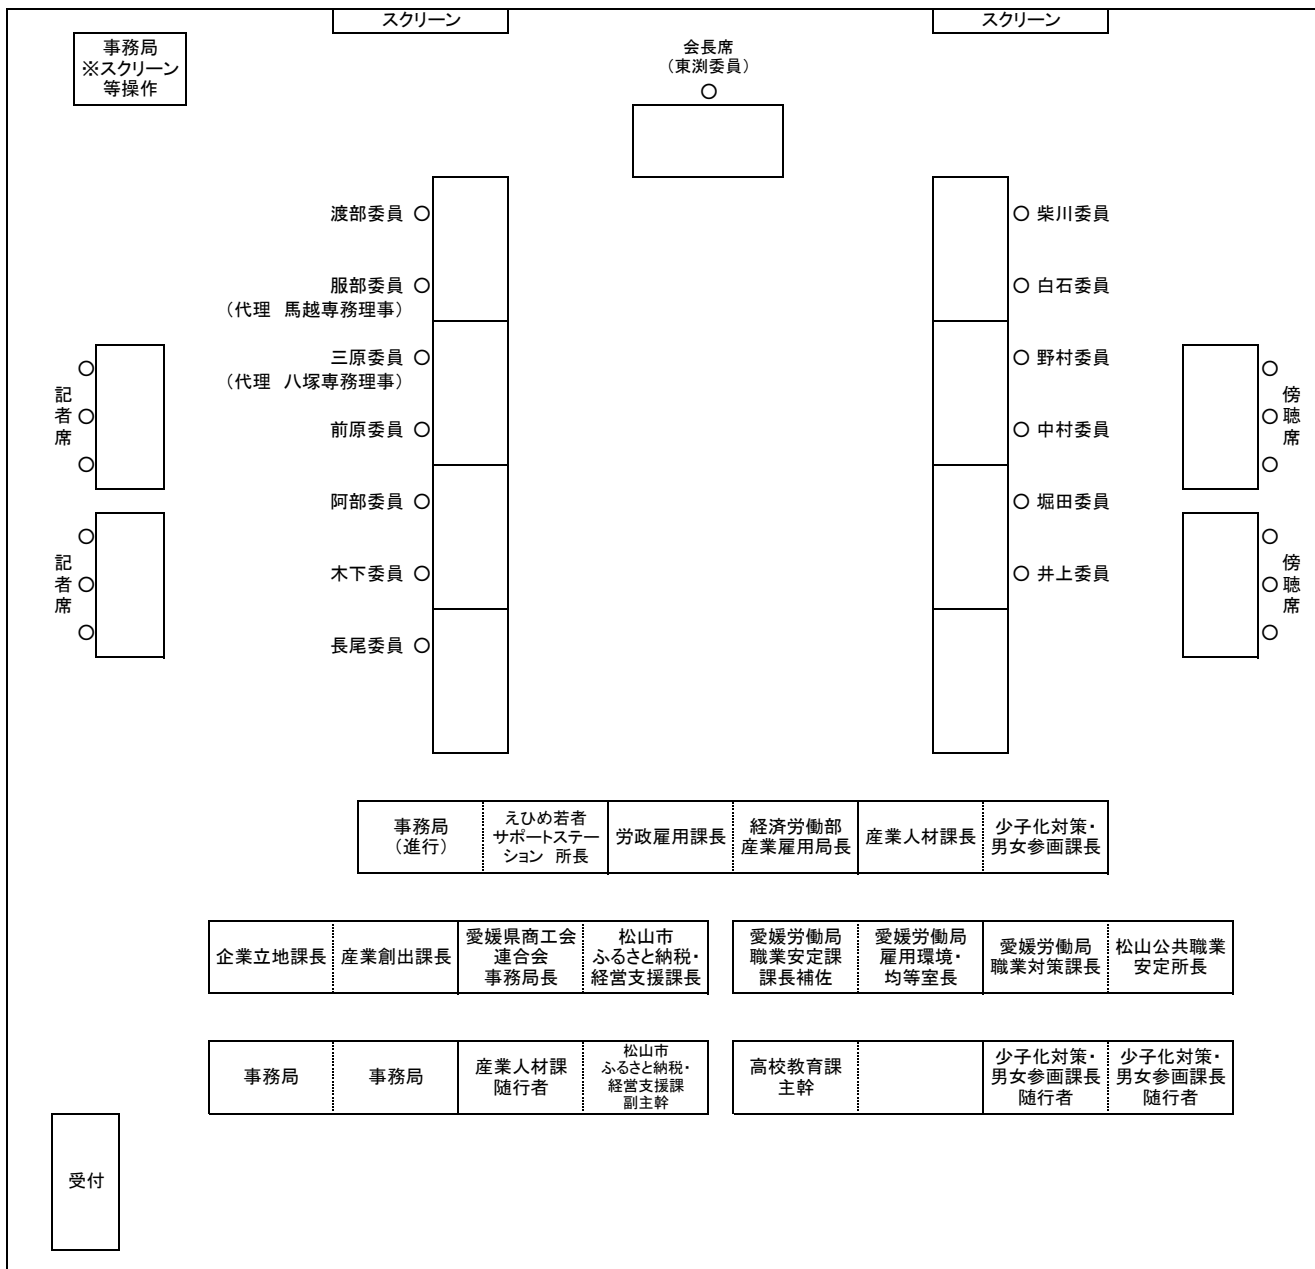 スクリーン
スクリーン
事務局
※スクリーン
等操作
会長席
（東渕委員）
渡部委員
服部委員
（代理　馬越専務理事）
三原委員
（代理　八塚専務理事）
前原委員
阿部委員
木下委員
長尾委員
柴川委員
白石委員
野村委員
中村委員
堀田委員
井上委員
記者席
記者席
傍聴席
傍聴席
事務局
（進行）
えひめ若者
サポートステー
ション　所長
労政雇用課長
経済労働部
産業雇用局長
産業人材課長
少子化対策・
男女参画課長
企業立地課長
産業創出課長
愛媛県商工会
連合会
事務局長
松山市
ふるさと納税・
経営支援課長
愛媛労働局
職業安定課
課長補佐
愛媛労働局
雇用環境・
均等室長
愛媛労働局
職業対策課長
松山公共職業
安定所長
事務局
事務局
産業人材課
随行者
松山市
ふるさと納税・
経営支援課
副主幹
高校教育課
主幹
少子化対策・
男女参画課長
随行者
少子化対策・
男女参画課長
随行者
受付